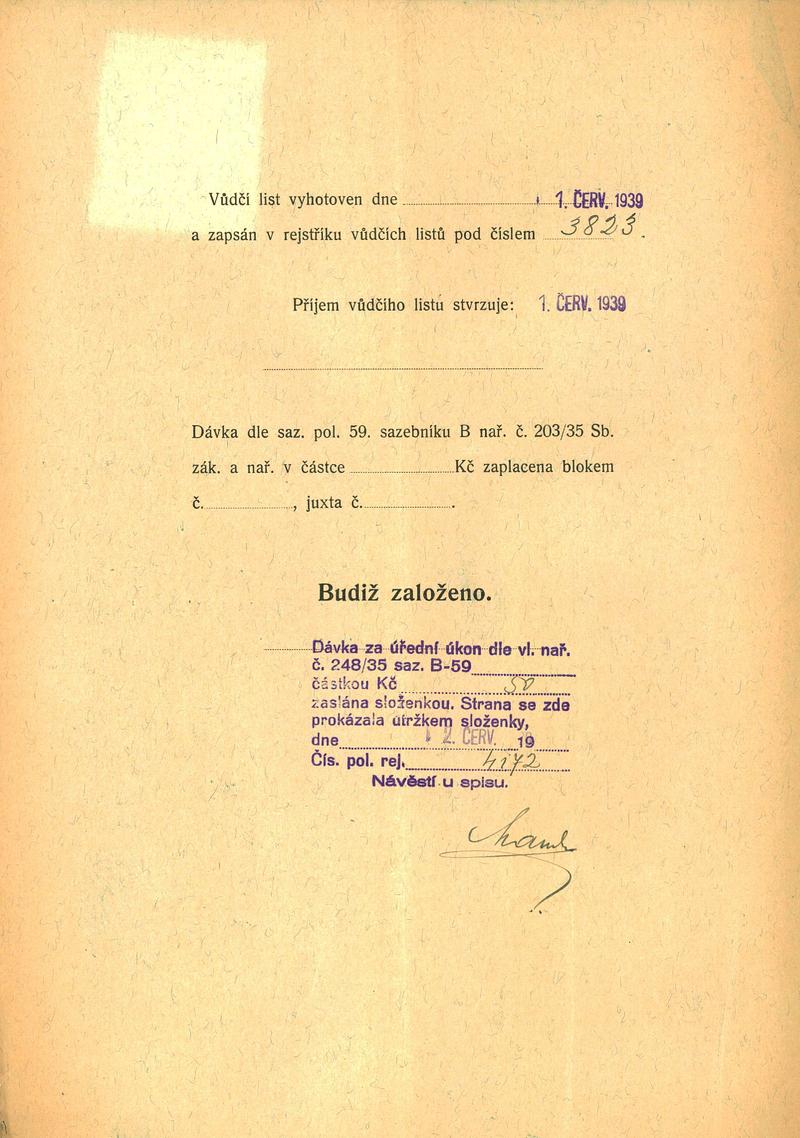 Vůdčí list vyhotoven dne 1. ČERV. 1939
a zapsán v rejstříku vůdčích listů pod číslem 3823.
Příjem vůdčího listu stvrzuje: 1. ČERV. 1939
Dávka dle saz. pol. 59. sazebníku B nař. č. 203/35 Sb.
zák. a nař. v částce Kč zaplacena blokem
č. , juxta č. .
Budiž založeno.
Dávka za úřední úkon dle vl. nař.
č. 248/35 saz. B-59
částkou Kč 50
zaslána složenkou. Strana se zde
prokázala útržkem složenky,
dne 2. ČERV. 19
Čís. pol. rej. 4172
Návěstí u spisu.